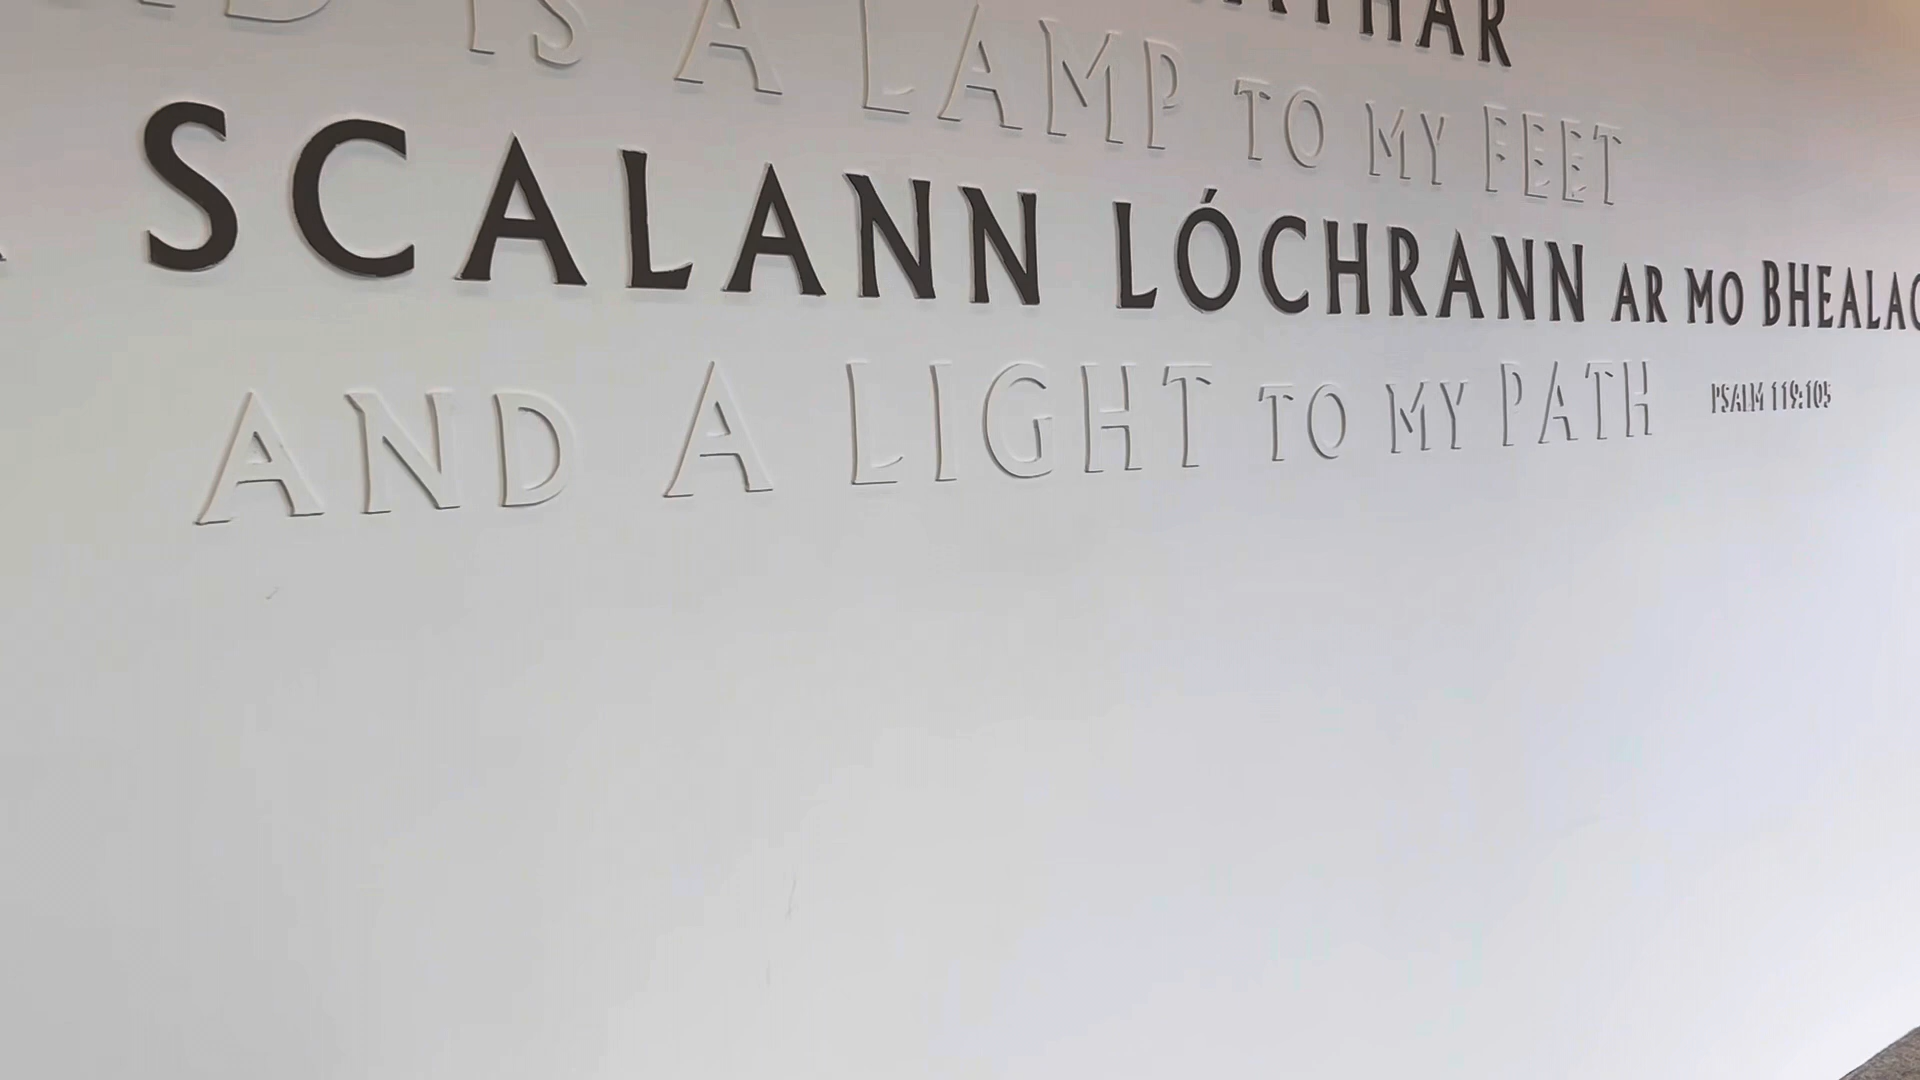 IS A LAMP TO MY FEET
SCALANN LÓCHRANN AR MO
AND A LIGHT TO MY PATH
PSALM 119:105